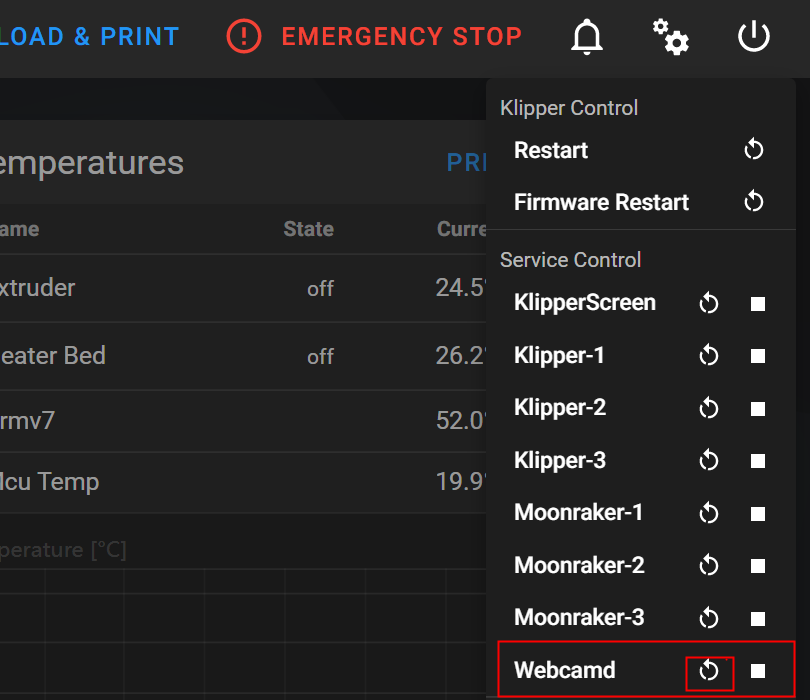 LOAD & PRINT EMERGENCY STOP
Klipper Control
Restart
emperatures PRI
Firmware Restart
ame State Curre
Service Control
xtruder off 24.5°
KlipperScreen
eater Bed off 26.2°
Klipper-1
Klipper-2
rmv7 52.0°
Klipper-3
Mcu Temp 19.9°
Moonraker-1
perature [°C]
Moonraker-2
Moonraker-3
Webcamd